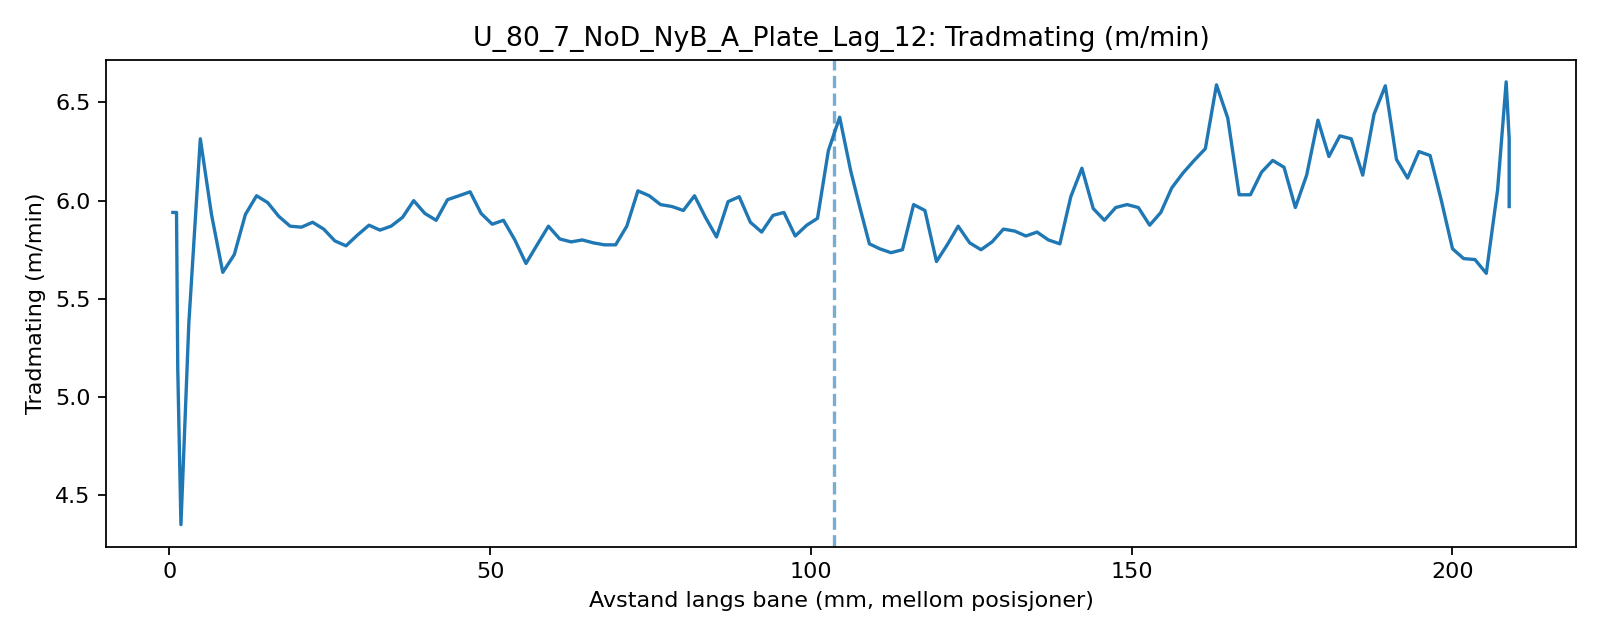 U_80_7_NoD_NyB_A_Plate_Lag_12: Tradmating (m/min)
Tradmating (m/min)
6.5
6.0
5.5
5.0
4.5
0 50 100 150 200
Avstand langs bane (mm, mellom posisjoner)